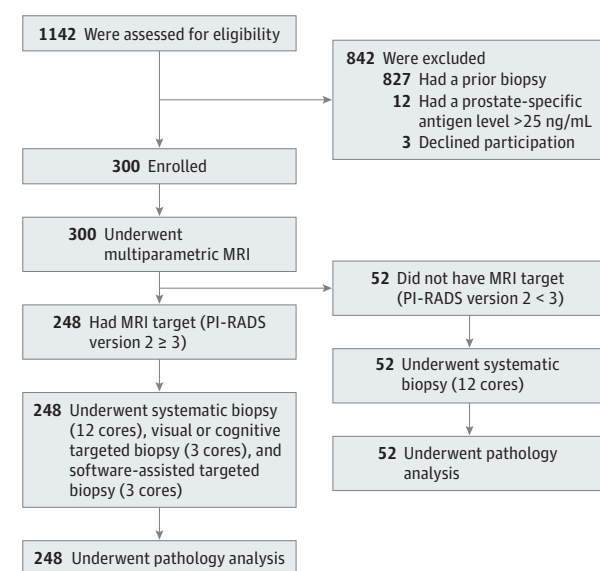 1142 Were assessed for eligibility
842 Were excluded
827 Had a prior biopsy
12 Had a prostate-specific
antigen level >25 ng/mL
3 Declined participation
300 Enrolled
300 Underwent
multiparametric MRI
52 Did not have MRI target
(PI-RADS version 2 < 3)
248 Had MRI target (PI-RADS
version 2 ≥ 3)
52 Underwent systematic
biopsy (12 cores)
248 Underwent systematic biopsy
(12 cores), visual or cognitive
targeted biopsy (3 cores), and
software-assisted targeted
biopsy (3 cores)
52 Underwent pathology
analysis
248 Underwent pathology analysis